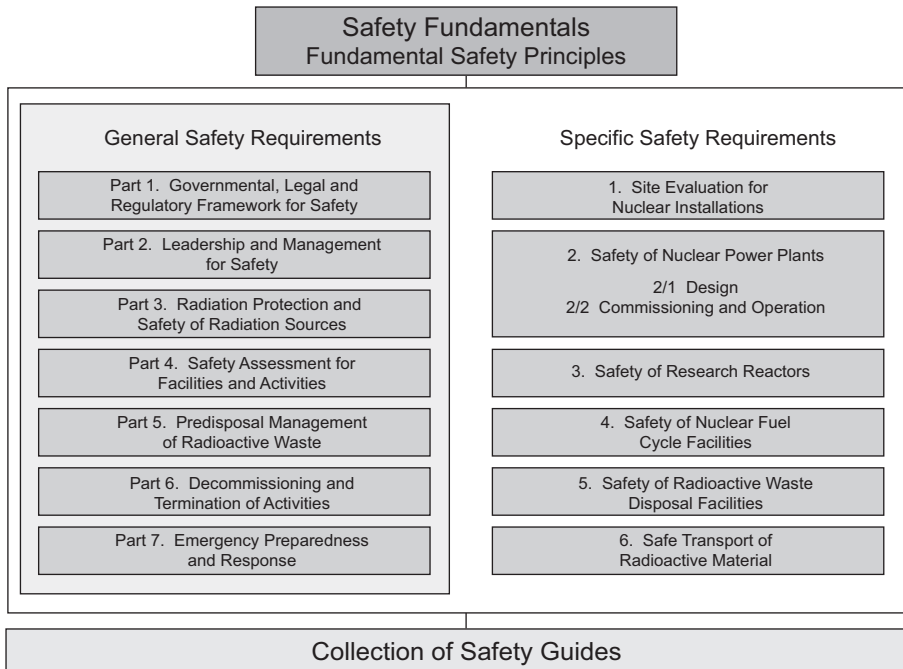 Safety Fundamentals
Fundamental Safety Principles
General Safety Requirements
Part 1. Governmental, Legal and
Regulatory Framework for Safety
Part 2. Leadership and Management
for Safety
Part 3. Radiation Protection and
Safety of Radiation Sources
Part 4. Safety Assessment for
Facilities and Activities
Part 5. Predisposal Management
of Radioactive Waste
Part 6. Decommissioning and
Termination of Activities
Part 7. Emergency Preparedness
and Response
Specific Safety Requirements
1. Site Evaluation for
Nuclear Installations
2. Safety of Nuclear Power Plants
2/1 Design
2/2 Commissioning and Operation
3. Safety of Research Reactors
4. Safety of Nuclear Fuel
Cycle Facilities
5. Safety of Radioactive Waste
Disposal Facilities
6. Safe Transport of
Radioactive Material
Collection of Safety Guides